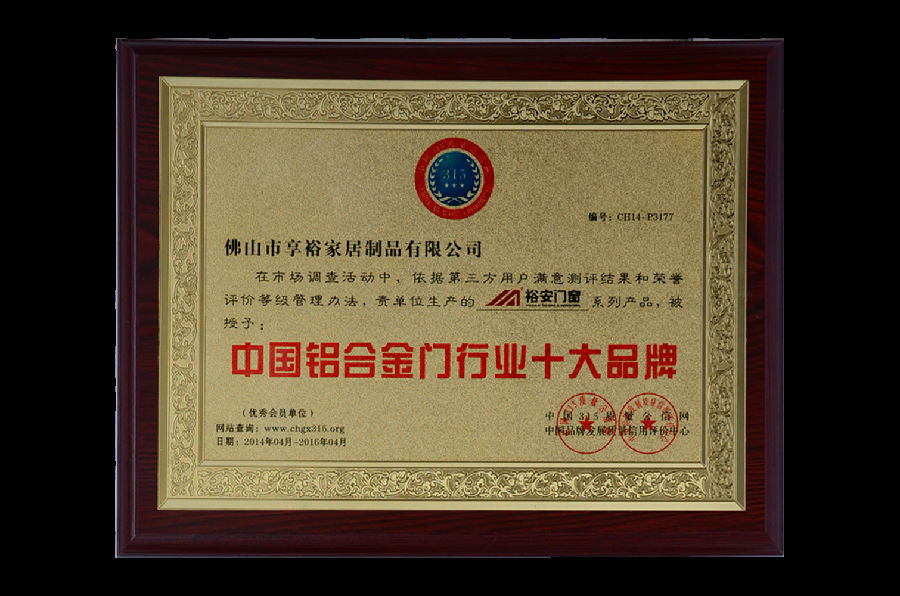 315
编号：CH14-P3177
佛山市享裕家居制品有限公司
在市场调查活动中，依据第三方用户满意测评结果和荣誉
评价等级管理办法，贵单位生产的 裕安门窗 系列产品，被
授予：
中国铝合金门行业十大品牌
（优秀会员单位）
网站查询：www.chgx315.org
日期：2014年04月-2016年04月
中国315质量公信网
中国品牌发展质量信用评价中心